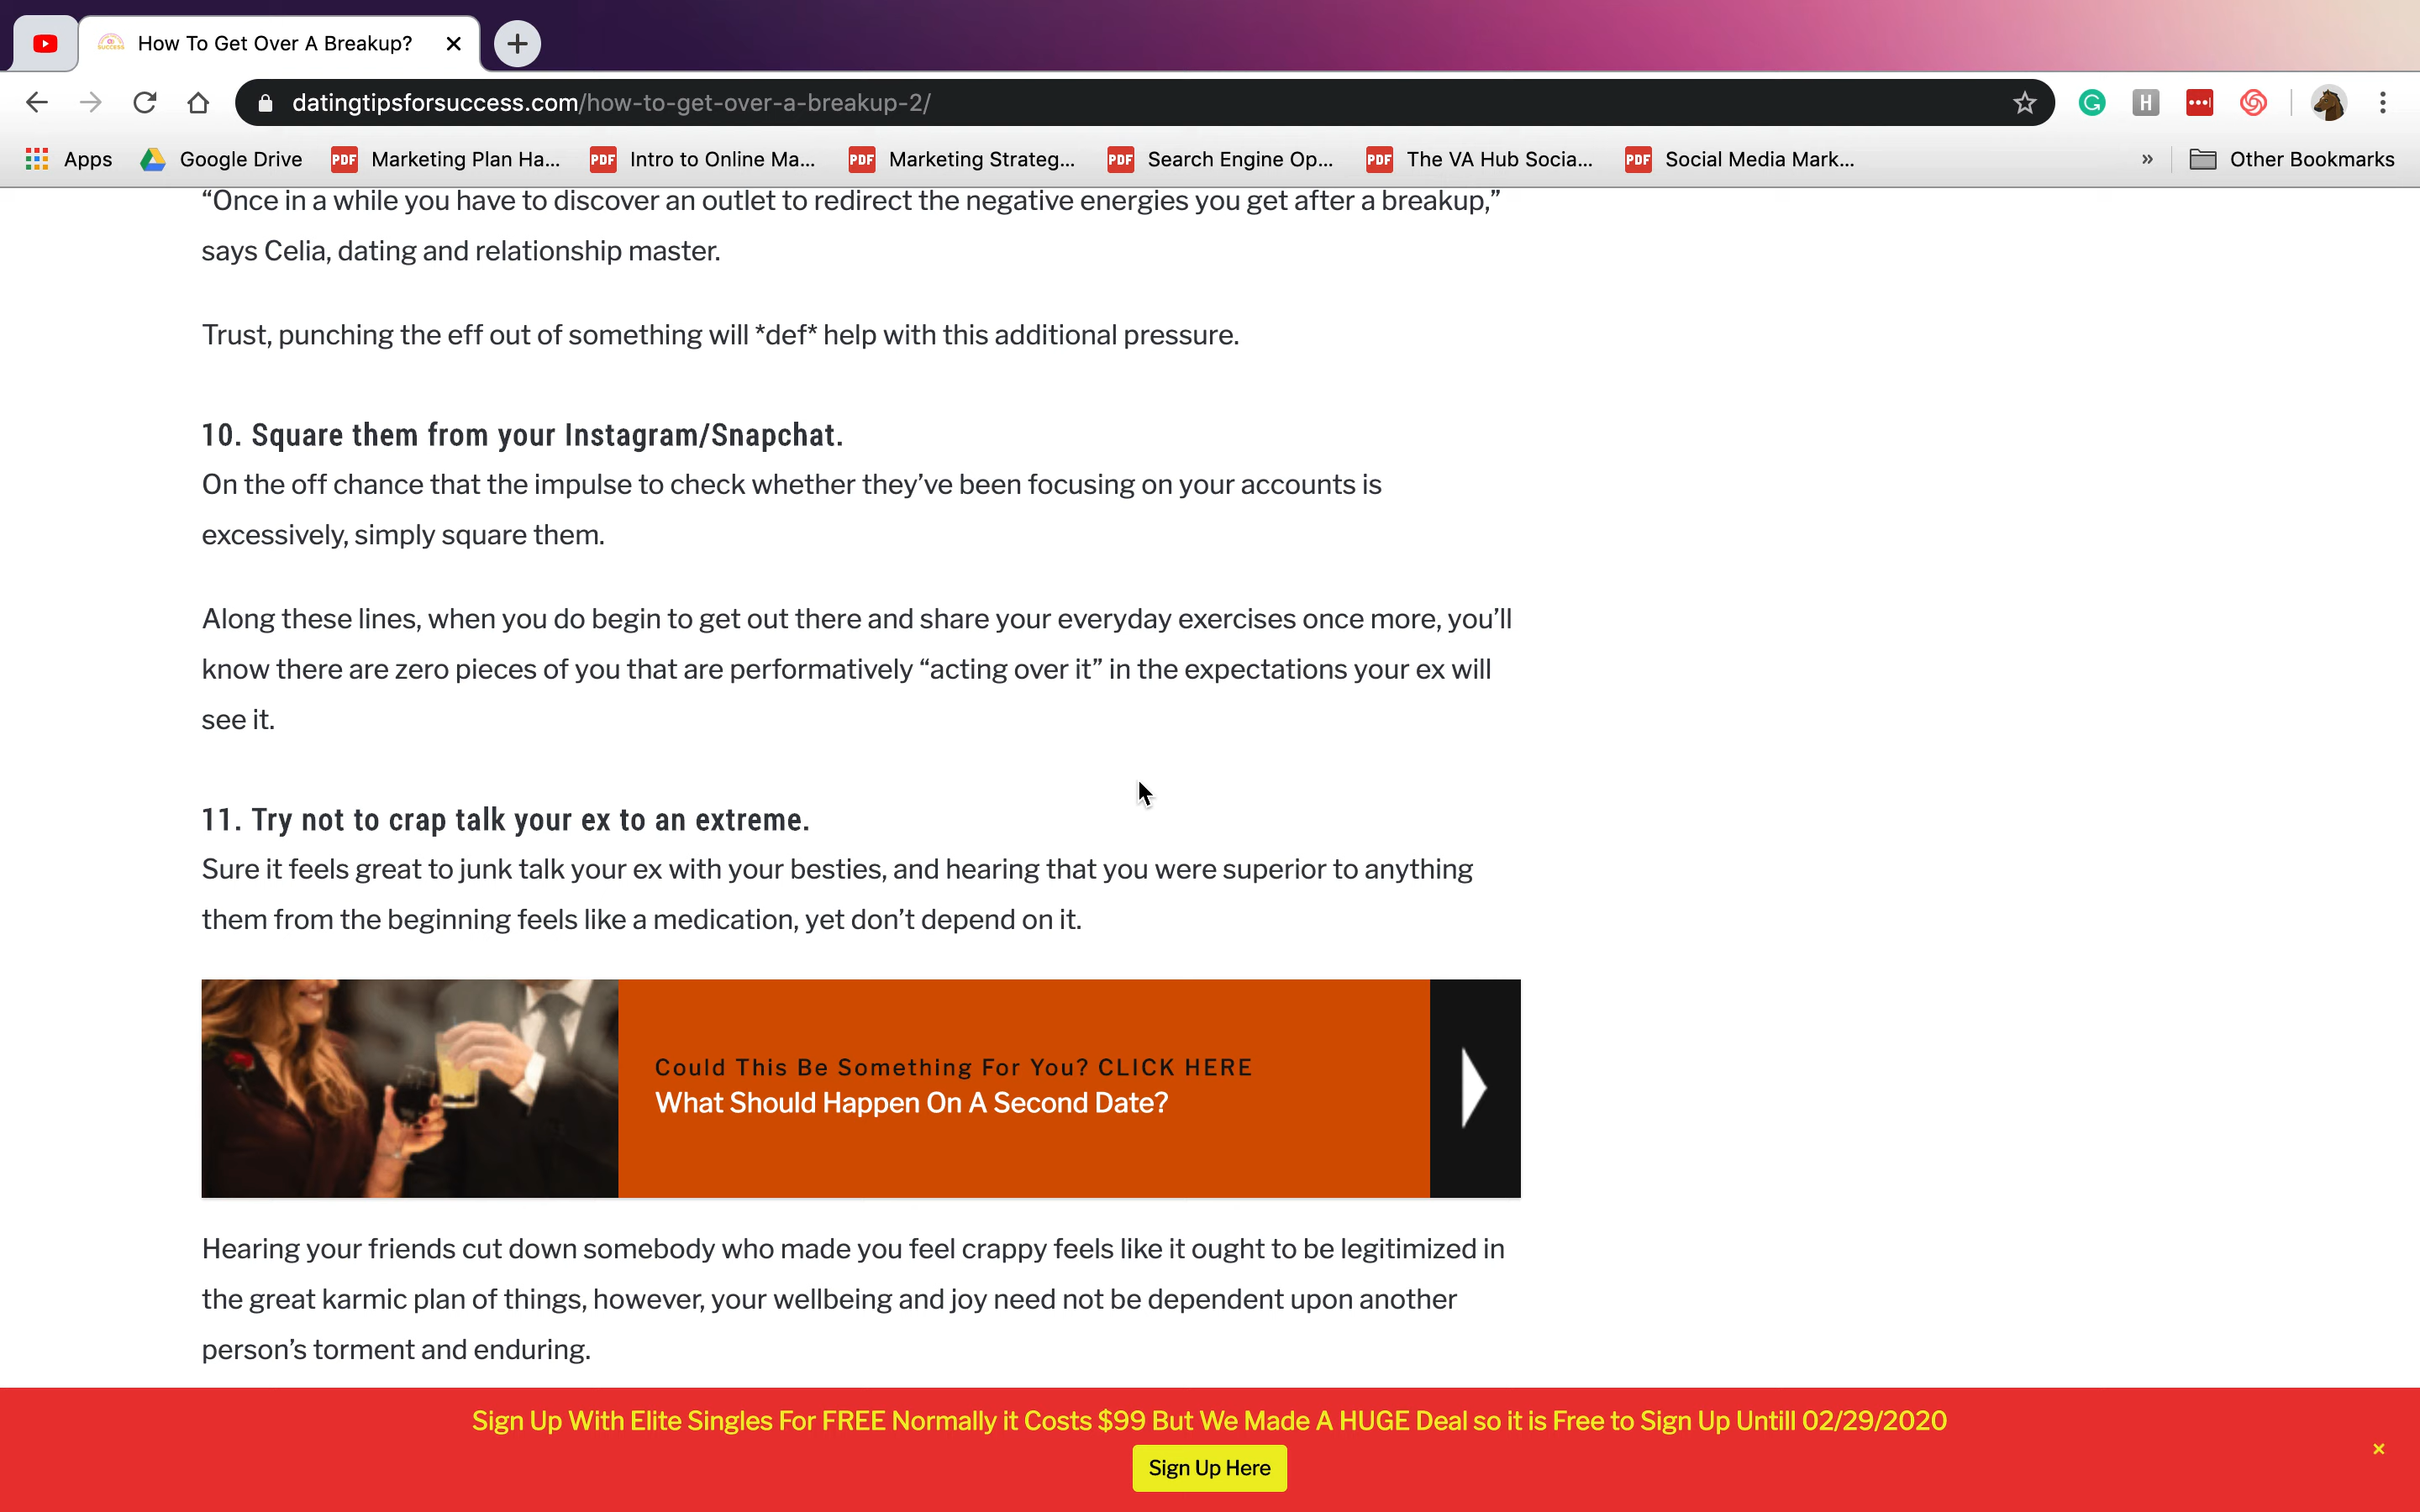 How To Get Over A Breakup?
datingtipsforsuccess.com/how-to-get-over-a-breakup-2/
Apps Google Drive PDF Marketing Plan Ha... PDF Intro to Online Ma... PDF Marketing Strateg... PDF Search Engine Op... PDF The VA Hub Socia... PDF Social Media Mark... » Other Bookmarks
“Once in a while you have to discover an outlet to redirect the negative energies you get after a breakup,”
says Celia, dating and relationship master.
Trust, punching the eff out of something will *def* help with this additional pressure.
10. Square them from your Instagram/Snapchat.
On the off chance that the impulse to check whether they’ve been focusing on your accounts is
excessively, simply square them.
Along these lines, when you do begin to get out there and share your everyday exercises once more, you’ll
know there are zero pieces of you that are performatively “acting over it” in the expectations your ex will
see it.
11. Try not to crap talk your ex to an extreme.
Sure it feels great to junk talk your ex with your besties, and hearing that you were superior to anything
them from the beginning feels like a medication, yet don’t depend on it.
Could This Be Something For You? CLICK HERE
What Should Happen On A Second Date?
Hearing your friends cut down somebody who made you feel crappy feels like it ought to be legitimized in
the great karmic plan of things, however, your wellbeing and joy need not be dependent upon another
person’s torment and enduring.
Sign Up With Elite Singles For FREE Normally it Costs $99 But We Made A HUGE Deal so it is Free to Sign Up Untill 02/29/2020
Sign Up Here